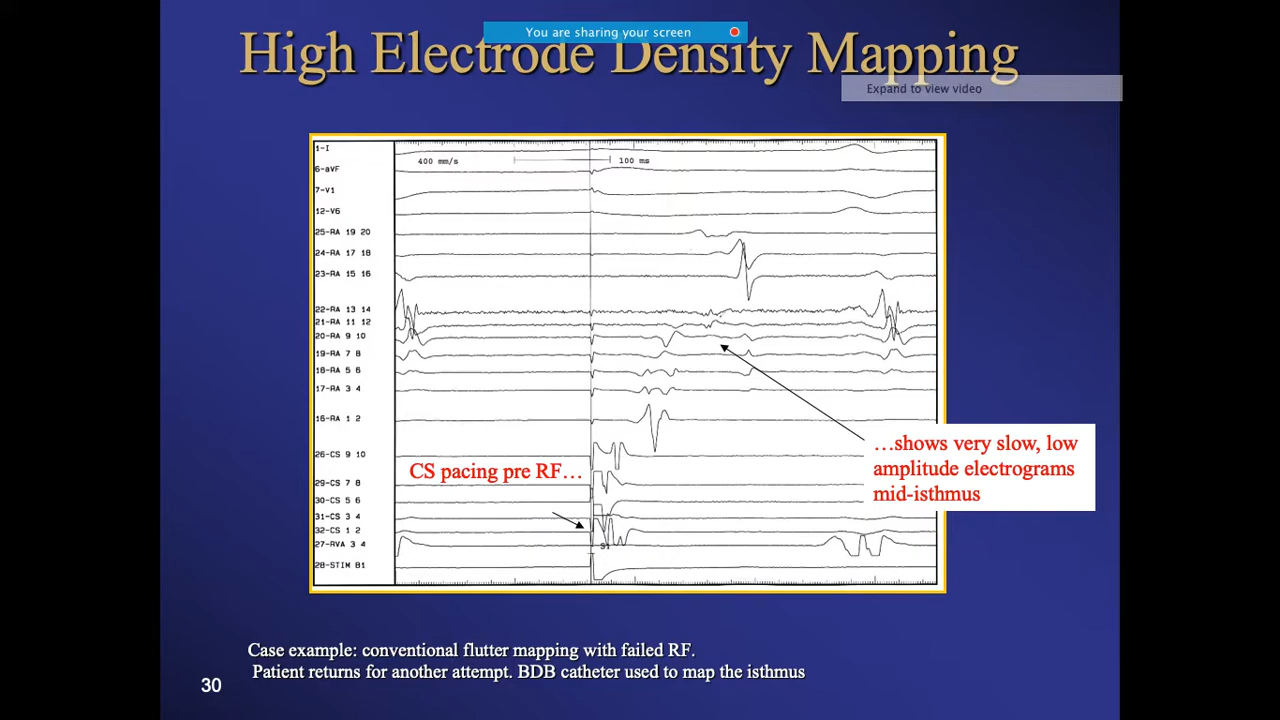 You are sharing your screen
High Electrode Density Mapping
Expand to view video
1-I
400 mm/s
100 ms
6-aVF
7-V1
12-V6
25-RA 19 20
24-RA 17 18
23-RA 15 16
22-RA 13 14
21-RA 11 12
20-RA 9 10
19-RA 7 8
18-RA 5 6
17-RA 3 4
16-RA 1 2
26-CS 9 10
29-CS 7 8
30-CS 5 6
31-CS 3 4
32-CS 1 2
27-RVA 3 4
28-STIM B1
S1
CS pacing pre RF…
…shows very slow, low
amplitude electrograms
mid-isthmus
Case example: conventional flutter mapping with failed RF.
Patient returns for another attempt. BDB catheter used to map the isthmus
30